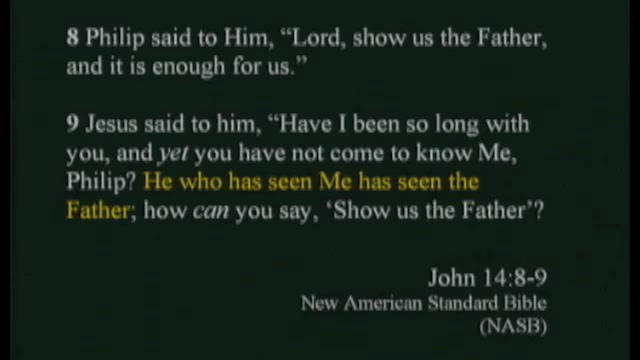 8 Philip said to Him, “Lord, show us the Father,
and it is enough for us.”
9 Jesus said to him, “Have I been so long with
you, and yet you have not come to know Me,
Philip? He who has seen Me has seen the
Father; how can you say, ‘Show us the Father’?
John 14:8-9
New American Standard Bible
(NASB)